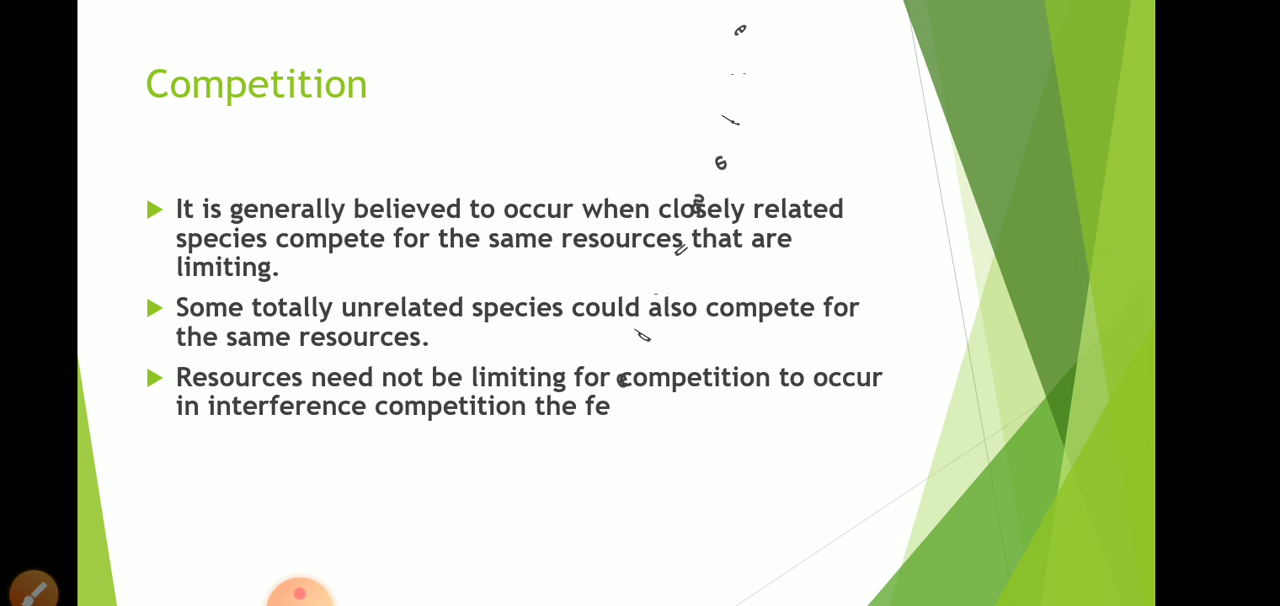 Competition
It is generally believed to occur when closely related
species compete for the same resources that are
limiting.
Some totally unrelated species could also compete for
the same resources.
Resources need not be limiting for competition to occur
in interference competition the fe